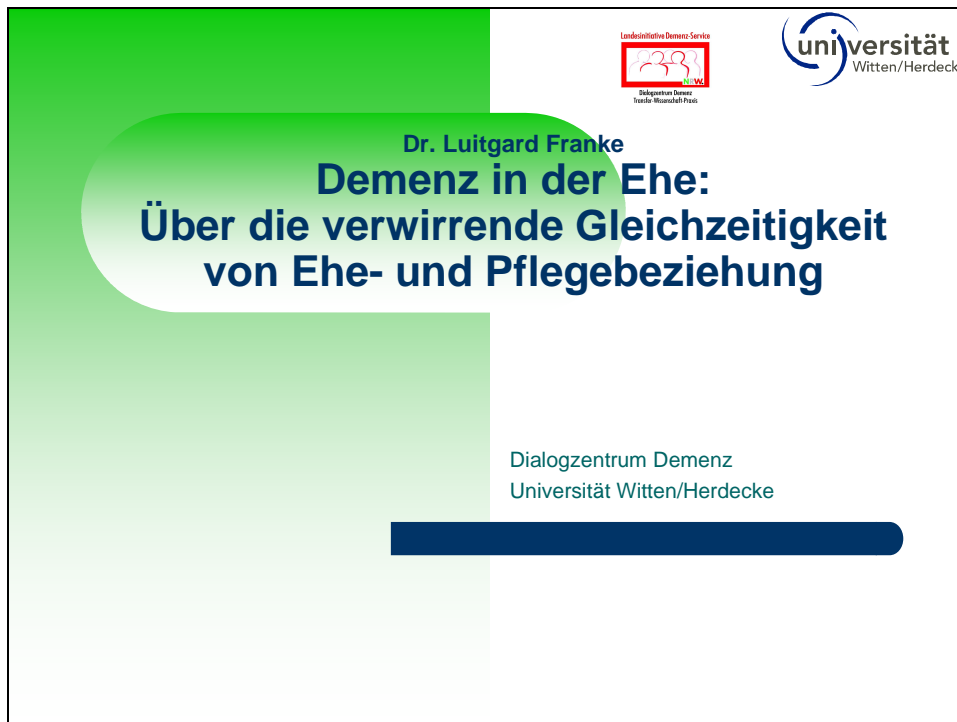 Landesinitiative Demenz-Service
NRW.
Dialogzentrum Demenz
Transfer-Wissenschaft-Praxis
universität
Witten/Herdeck
Dr. Luitgard Franke
Demenz in der Ehe:
Über die verwirrende Gleichzeitigkeit
von Ehe- und Pflegebeziehung
Dialogzentrum Demenz
Universität Witten/Herdecke